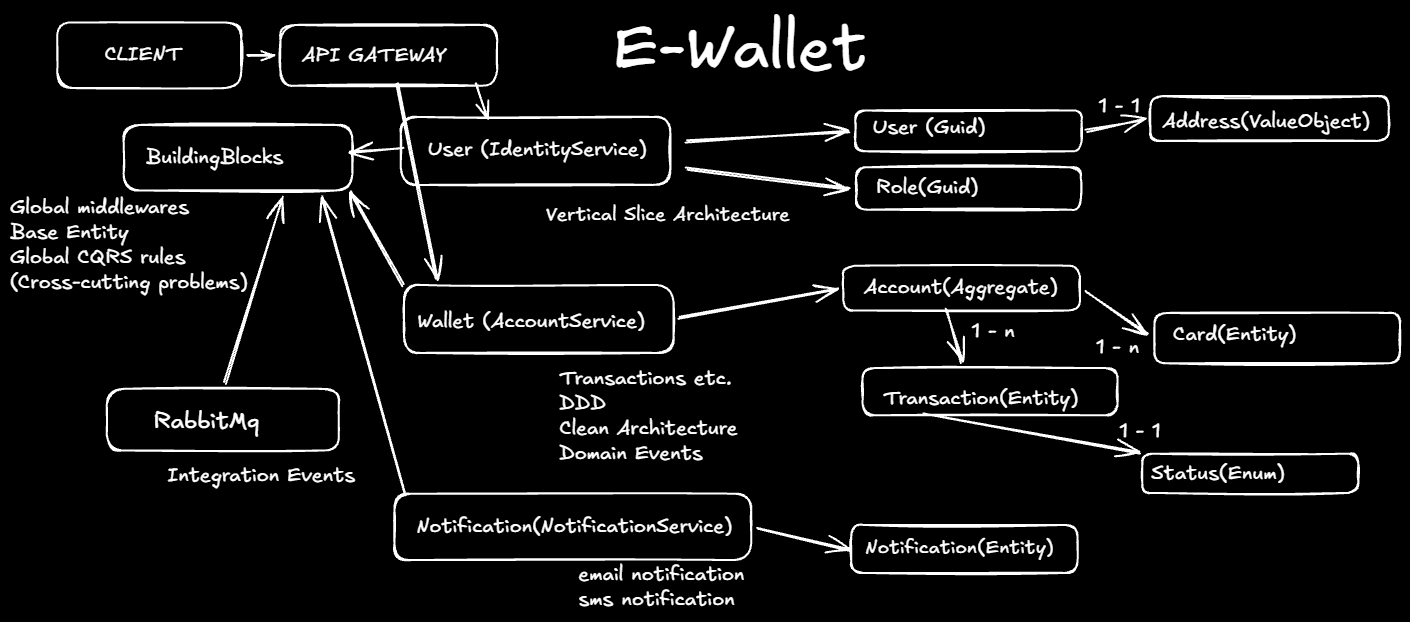 E-Wallet
CLIENT
API GATEWAY
BuildingBlocks
User (IdentityService)
User (Guid)
1 - 1
Address(ValueObject)
Role(Guid)
Vertical Slice Architecture
Global middlewares
Base Entity
Global CQRS rules
(Cross-cutting problems)
Wallet (AccountService)
Account(Aggregate)
1 - n
Card(Entity)
1 - n
Transactions etc.
DDD
Clean Architecture
Domain Events
Transaction(Entity)
1 - 1
Status(Enum)
RabbitMq
Integration Events
Notification(NotificationService)
Notification(Entity)
email notification
sms notification